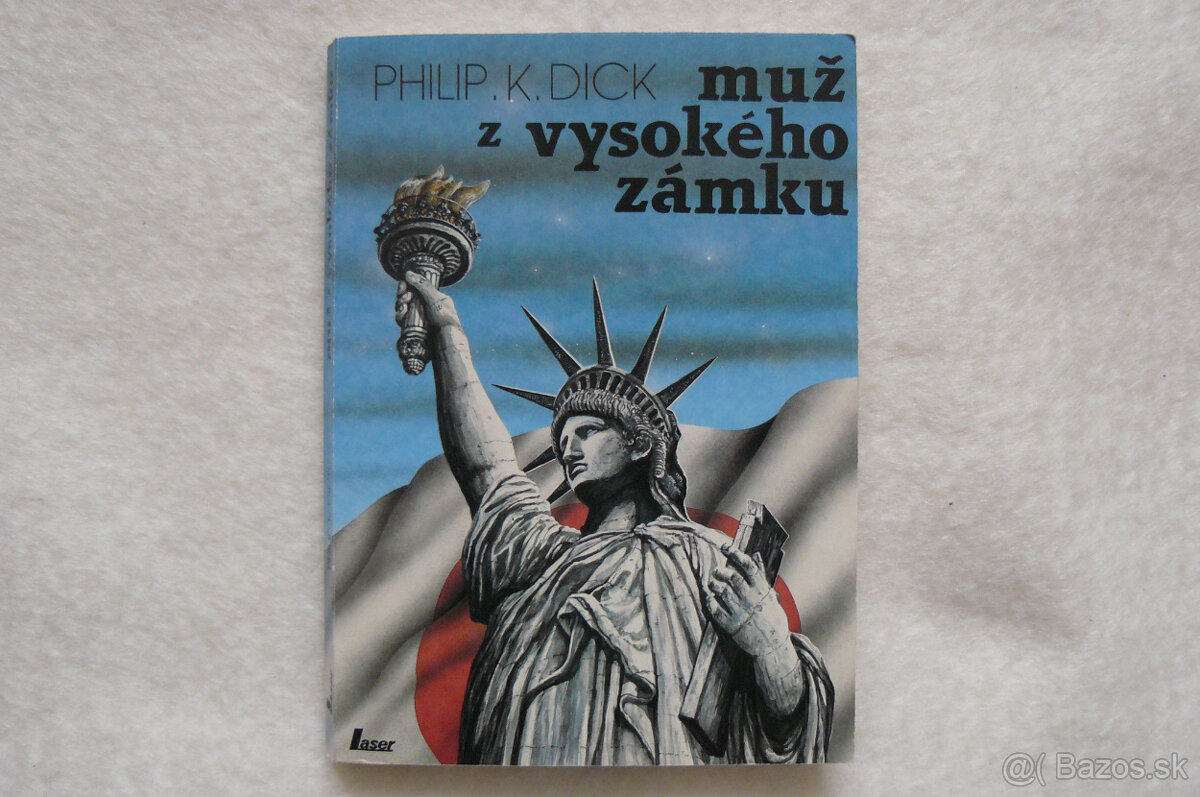 PHILIP. K. DICK muž
z vysokého
zámku
Laser
@( Bazos.sk